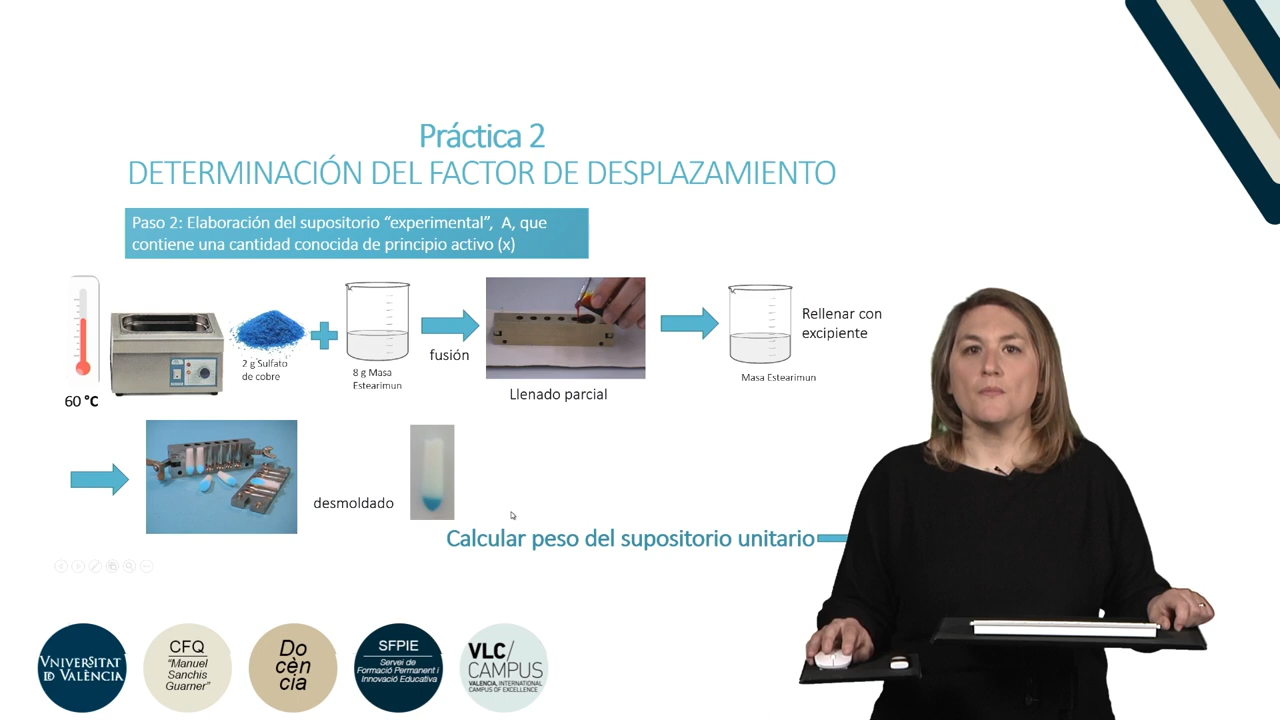 Práctica 2
DETERMINACIÓN DEL FACTOR DE DESPLAZAMIENTO
Paso 2: Elaboración del supositorio “experimental”, A, que
contiene una cantidad conocida de principio activo (x)
60 °C
2 g Sulfato
de cobre
8 g Masa
Estearimun
fusión
Llenado parcial
Masa Estearimun
Rellenar con
excipiente
desmoldado
Calcular peso del supositorio unitario
VNIVERSITAT
ID VALÈNCIA
CFQ
“Manuel
Sanchis
Guarner”
Do
cèn
cia
SFPIE
Servei de
Formació Permanent i
Innovació Educativa
VLC/
CAMPUS
VALENCIA, INTERNATIONAL
CAMPUS OF EXCELLENCE